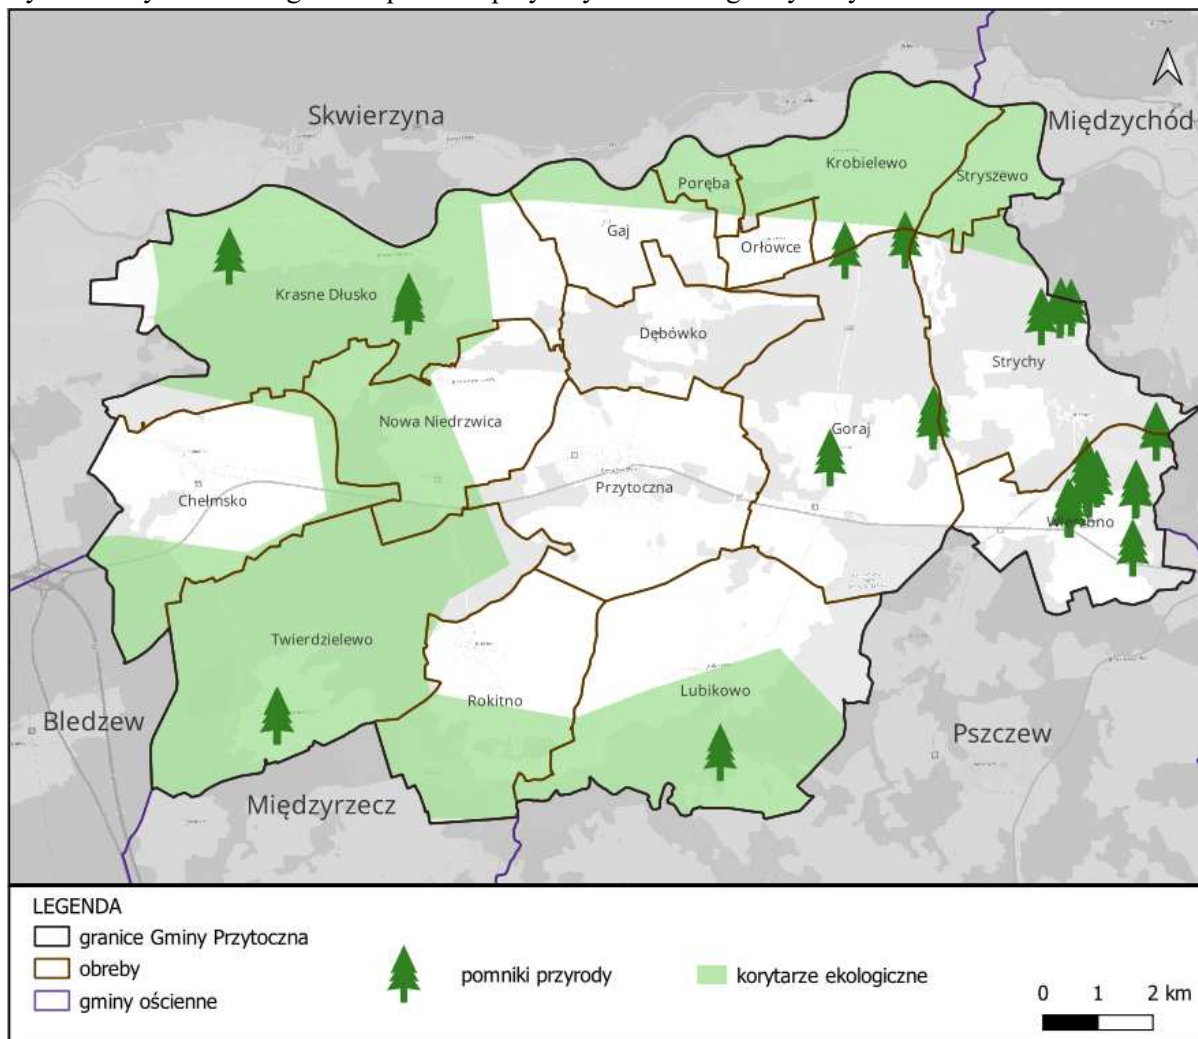 Skwierzyna
Międzychód
Krobielewo
Poręba
Stryszewo
Gaj
Orłowce
Krasne Dłusko
Dębówko
Strychy
Nowa Niedrzwica
Goraj
Przytoczna
Chełmsko
Wierzbno
Twierdzielewo
Rokitno
Lubikowo
Bledzew
Pszczew
Międzyrzecz
LEGENDA
granice Gminy Przytoczna
obreby
gminy ościenne
pomniki przyrody
korytarze ekologiczne
0 1 2 km